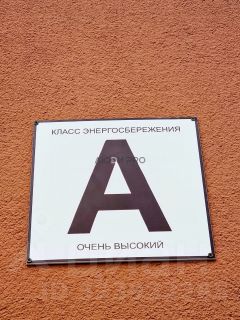 КЛАСС ЭНЕРГОСБЕРЕЖЕНИЯ
А
ОЧЕНЬ ВЫСОКИЙ